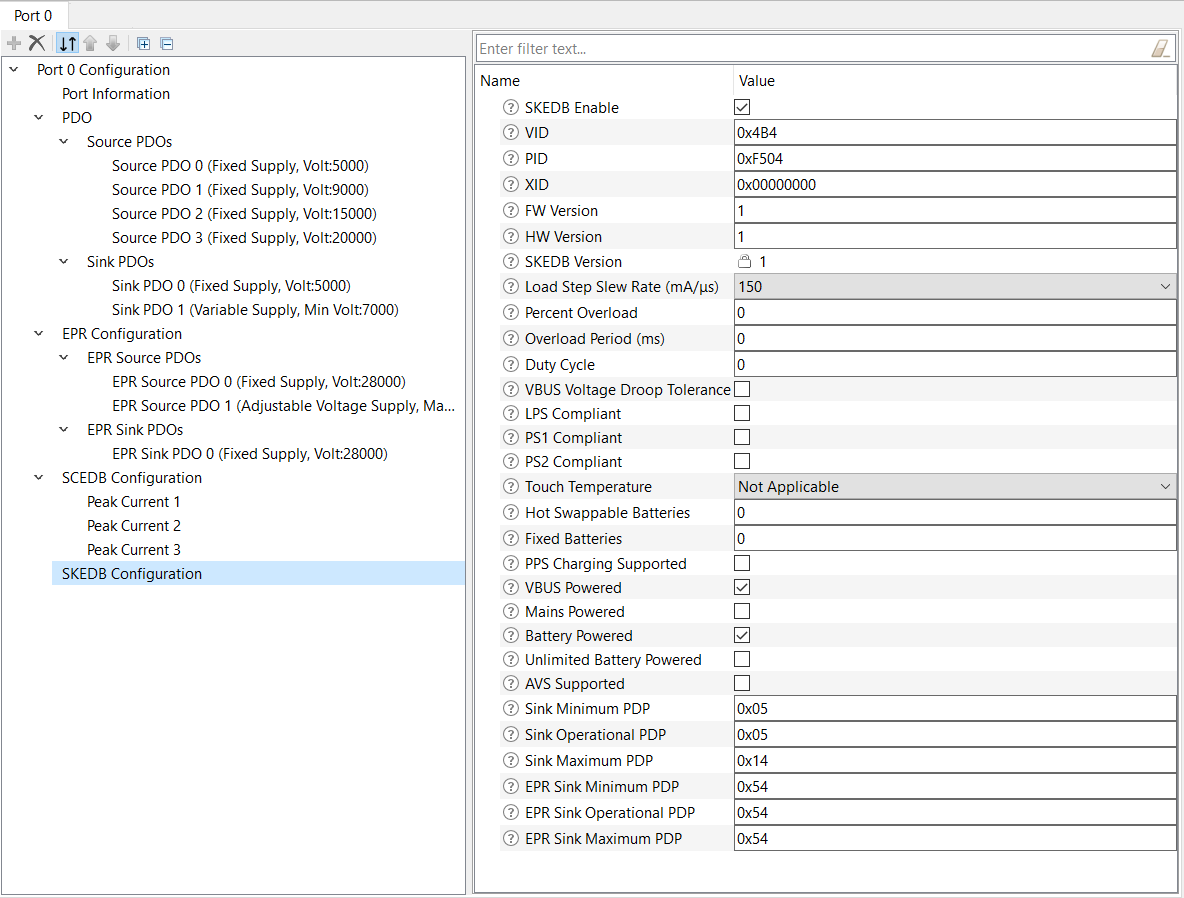 Port 0
Port 0 Configuration
Port Information
PDO
Source PDOs
Source PDO 0 (Fixed Supply, Volt:5000)
Source PDO 1 (Fixed Supply, Volt:9000)
Source PDO 2 (Fixed Supply, Volt:15000)
Source PDO 3 (Fixed Supply, Volt:20000)
Sink PDOs
Sink PDO 0 (Fixed Supply, Volt:5000)
Sink PDO 1 (Variable Supply, Min Volt:7000)
EPR Configuration
EPR Source PDOs
EPR Source PDO 0 (Fixed Supply, Volt:28000)
EPR Source PDO 1 (Adjustable Voltage Supply, Ma...
EPR Sink PDOs
EPR Sink PDO 0 (Fixed Supply, Volt:28000)
SCEDB Configuration
Peak Current 1
Peak Current 2
Peak Current 3
SKEDB Configuration
Enter filter text...
Name Value
SKEDB Enable
VID 0x4B4
PID 0xF504
XID 0x00000000
FW Version 1
HW Version 1
SKEDB Version 1
Load Step Slew Rate (mA/μs) 150
Percent Overload 0
Overload Period (ms) 0
Duty Cycle 0
VBUS Voltage Droop Tolerance
LPS Compliant
PS1 Compliant
PS2 Compliant
Touch Temperature Not Applicable
Hot Swappable Batteries 0
Fixed Batteries 0
PPS Charging Supported
VBUS Powered
Mains Powered
Battery Powered
Unlimited Battery Powered
AVS Supported
Sink Minimum PDP 0x05
Sink Operational PDP 0x05
Sink Maximum PDP 0x14
EPR Sink Minimum PDP 0x54
EPR Sink Operational PDP 0x54
EPR Sink Maximum PDP 0x54